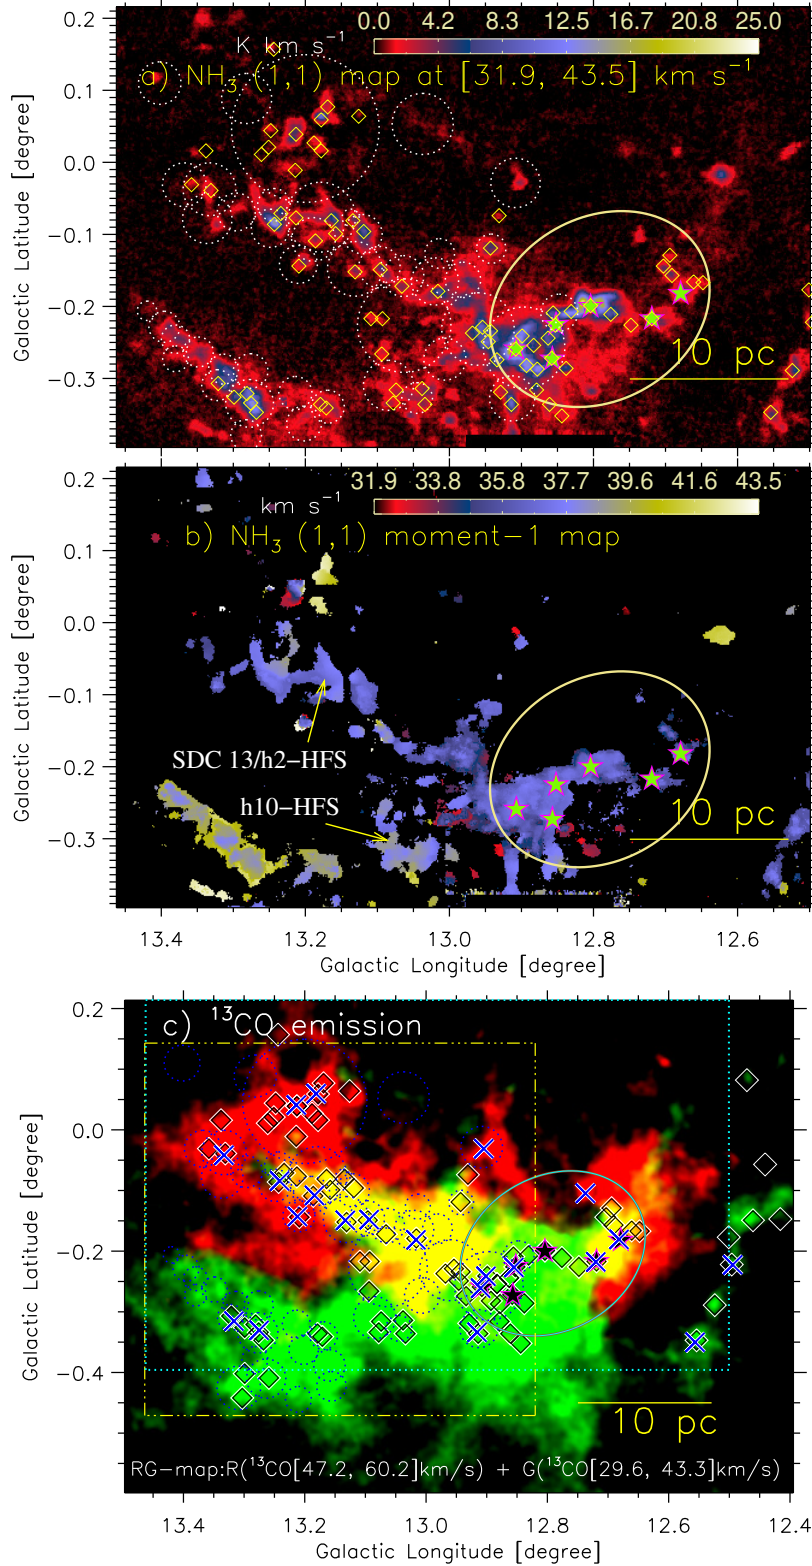 0.0 4.2 8.3 12.5 16.7 20.8 25.0
K km s⁻¹
a) NH₃ (1,1) map at [31.9, 43.5] km s⁻¹
0.2
0.1
0.0
−0.1
−0.2
−0.3
Galactic Latitude [degree]
10 pc
31.9 33.8 35.8 37.7 39.6 41.6 43.5
km s⁻¹
b) NH₃ (1,1) moment−1 map
0.2
0.1
0.0
−0.1
−0.2
−0.3
Galactic Latitude [degree]
SDC 13/h2−HFS
h10−HFS
10 pc
13.4 13.2 13.0 12.8 12.6
Galactic Longitude [degree]
c) ¹³CO emission
0.2
0.0
−0.2
−0.4
Galactic Latitude [degree]
10 pc
RG−map:R(¹³CO[47.2, 60.2]km/s) + G(¹³CO[29.6, 43.3]km/s)
13.4 13.2 13.0 12.8 12.6 12.4
Galactic Longitude [degree]